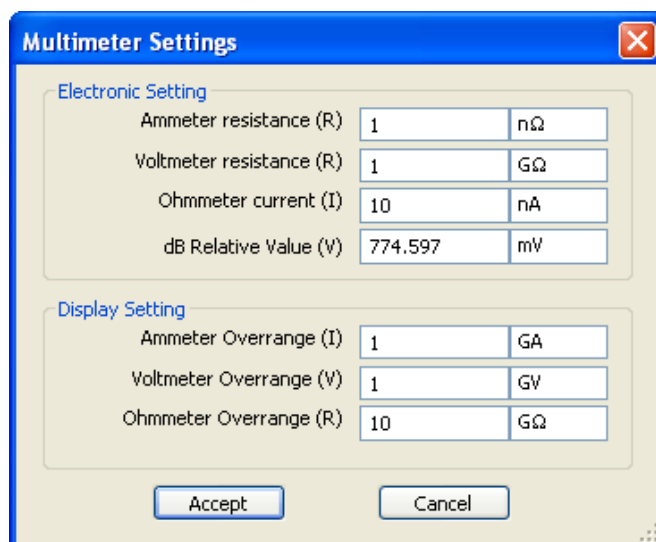 Multimeter Settings
Electronic Setting
Ammeter resistance (R) 1 nΩ
Voltmeter resistance (R) 1 GΩ
Ohmmeter current (I) 10 nA
dB Relative Value (V) 774.597 mV
Display Setting
Ammeter Overrange (I) 1 GA
Voltmeter Overrange (V) 1 GV
Ohmmeter Overrange (R) 10 GΩ
Accept Cancel